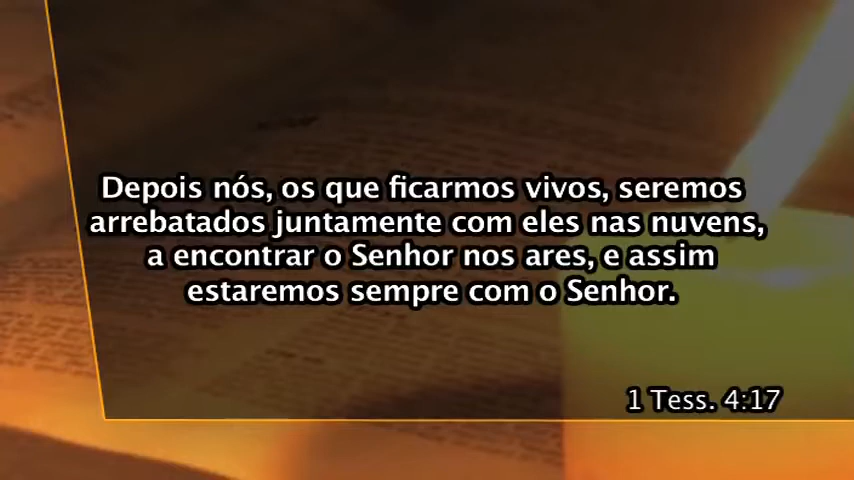 Depois nós, os que ficarmos vivos, seremos
arrebatados juntamente com eles nas nuvens,
a encontrar o Senhor nos ares, e assim
estaremos sempre com o Senhor.
1 Tess. 4:17